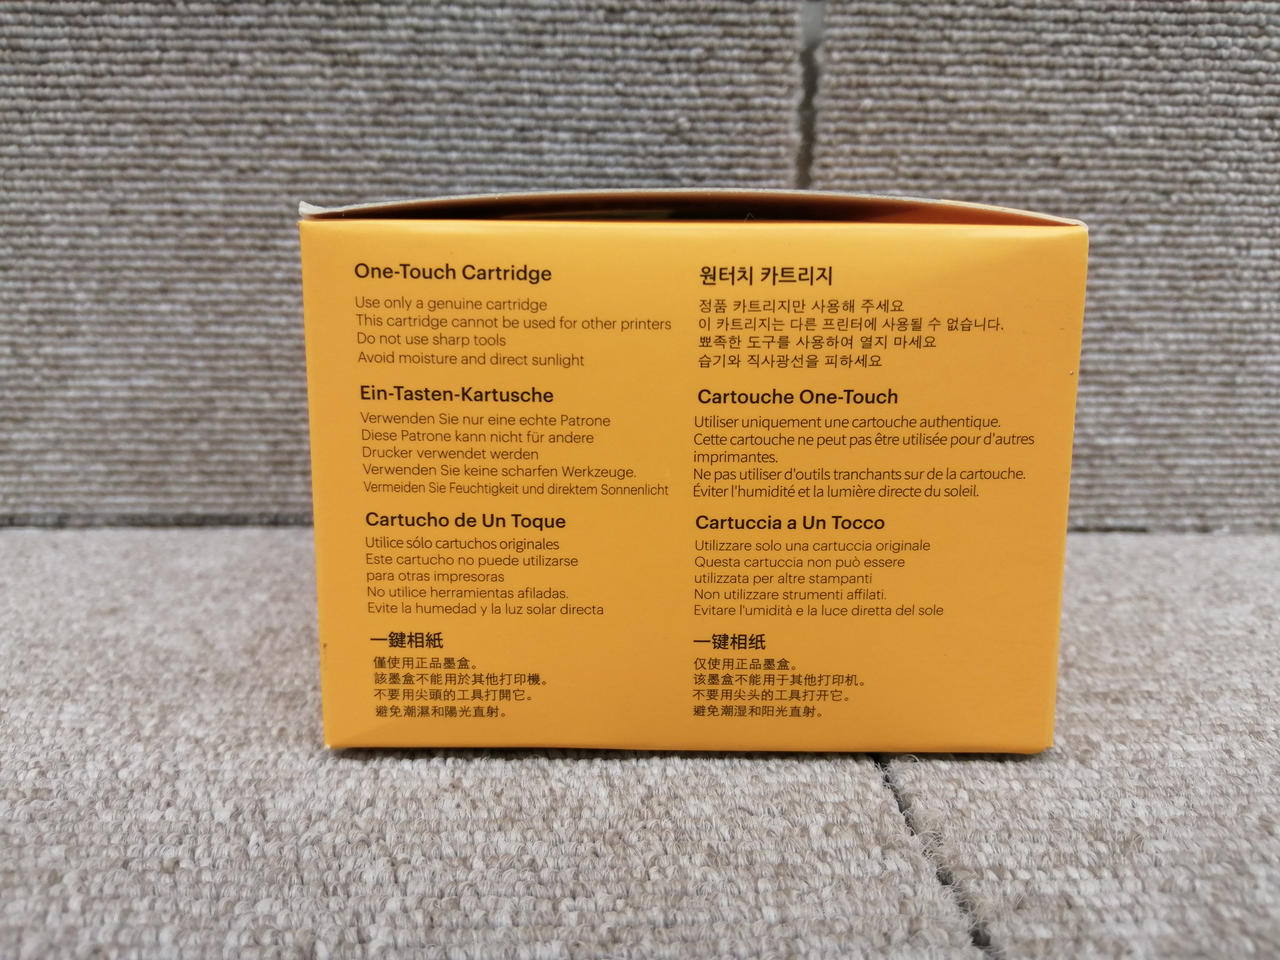 One-Touch Cartridge
Use only a genuine cartridge
This cartridge cannot be used for other printers
Do not use sharp tools
Avoid moisture and direct sunlight
원터치 카트리지
정품 카트리지만 사용해 주세요
이 카트리지는 다른 프린터에 사용될 수 없습니다.
뾰족한 도구를 사용하여 열지 마세요
습기와 직사광선을 피하세요
Ein-Tasten-Kartusche
Verwenden Sie nur eine echte Patrone
Diese Patrone kann nicht für andere
Drucker verwendet werden
Verwenden Sie keine scharfen Werkzeuge.
Vermeiden Sie Feuchtigkeit und direktem Sonnenlicht
Cartouche One-Touch
Utiliser uniquement une cartouche authentique.
Cette cartouche ne peut pas être utilisée pour d'autres
imprimantes.
Ne pas utiliser d'outils tranchants sur de la cartouche.
Éviter l'humidité et la lumière directe du soleil.
Cartucho de Un Toque
Utilice sólo cartuchos originales
Este cartucho no puede utilizarse
para otras impresoras
No utilice herramientas afiladas.
Evite la humedad y la luz solar directa
Cartuccia a Un Tocco
Utilizzare solo una cartuccia originale
Questa cartuccia non può essere
utilizzata per altre stampanti
Non utilizzare strumenti affilati.
Evitare l'umidità e la luce diretta del sole
一鍵相紙
僅使用正品墨盒。
該墨盒不能用於其他打印機。
不要用尖頭的工具打開它。
避免潮濕和陽光直射。
一键相纸
仅使用正品墨盒。
该墨盒不能用于其他打印机。
不要用尖头的工具打开它。
避免潮湿和阳光直射。